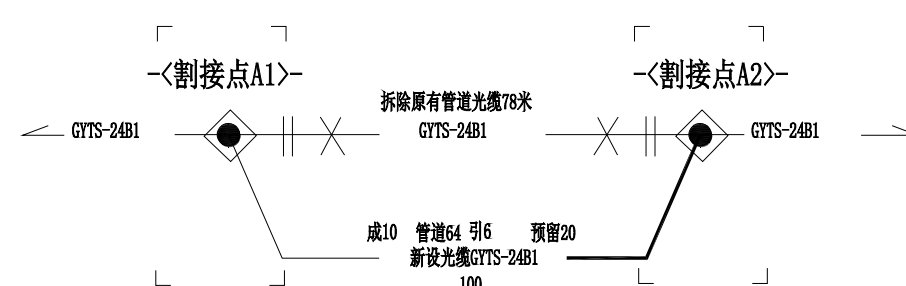 -<割接点A1>- -<割接点A2>-
拆除原有管道光缆78米
GYTS-24B1 GYTS-24B1 GYTS-24B1
成10 管道64 引6 预留20
新设光缆GYTS-24B1
100